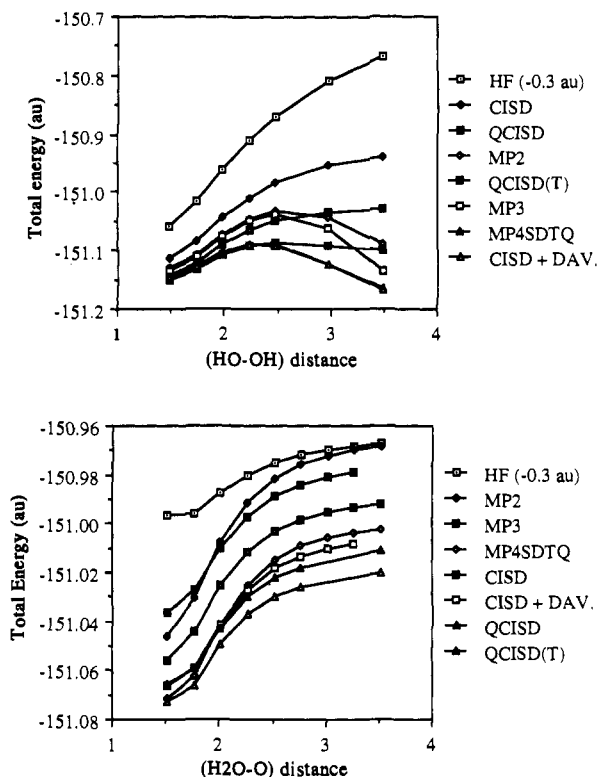 -150.7
-150.8
-150.9
-151.0
-151.1
-151.2
Total energy (au)
1
2
3
4
(HO-OH) distance
HF (-0.3 au)
CISD
QCISD
MP2
QCISD(T)
MP3
MP4SDTQ
CISD + DAV.
-150.96
-150.98
-151.00
-151.02
-151.04
-151.06
-151.08
Total Energy (au)
1
2
3
4
(H2O-O) distance
HF (-0.3 au)
MP2
MP3
MP4SDTQ
CISD
CISD + DAV.
QCISD
QCISD(T)